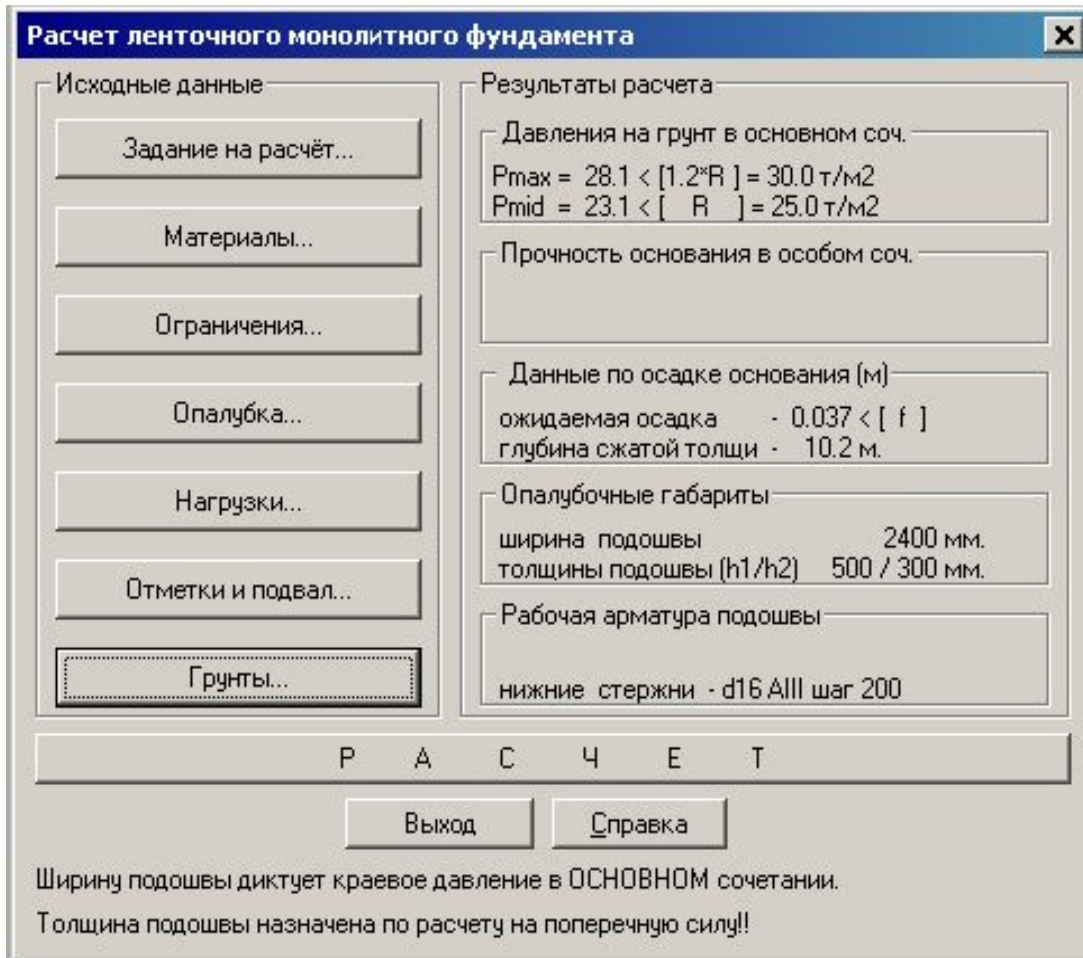 Расчет ленточного монолитного фундамента
Исходные данные
Задание на расчёт...
Материалы...
Ограничения...
Опалубка...
Нагрузки...
Отметки и подвал...
Грунты...
Результаты расчета
Давления на грунт в основном соч.
Pmax = 28.1 < [1.2*R ] = 30.0 т/м2
Pmid = 23.1 < [ R ] = 25.0 т/м2
Прочность основания в особом соч.
Данные по осадке основания (м)
ожидаемая осадка - 0.037 < [ f ]
глубина сжатой толщи - 10.2 м.
Опалубочные габариты
ширина подошвы 2400 мм.
толщины подошвы (h1/h2) 500 / 300 мм.
Рабочая арматура подошвы
нижние стержни - d16 AIII шаг 200
Р А С Ч Е Т
Выход
Справка
Ширину подошвы диктует краевое давление в ОСНОВНОМ сочетании.
Толщина подошвы назначена по расчету на поперечную силу!!